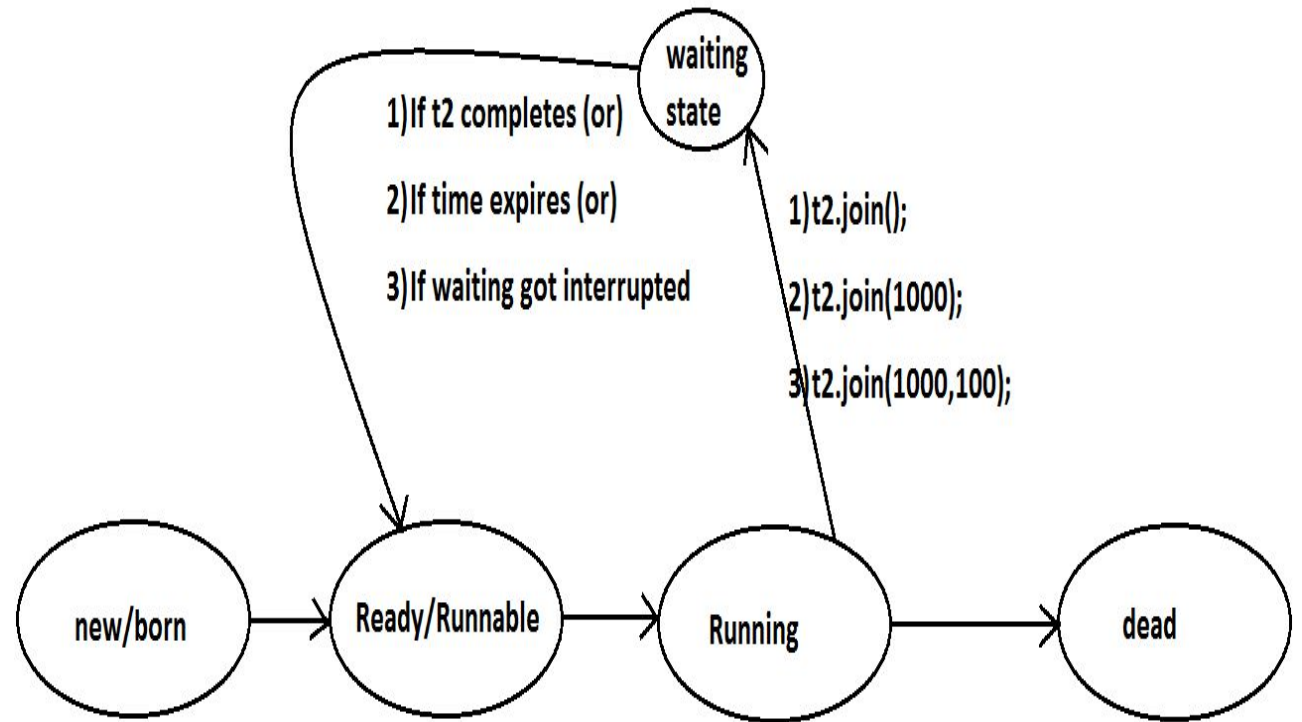 waiting
state
1)If t2 completes (or)
2)If time expires (or)
3)If waiting got interrupted
1)t2.join();
2)t2.join(1000);
3)t2.join(1000,100);
new/born
Ready/Runnable
Running
dead